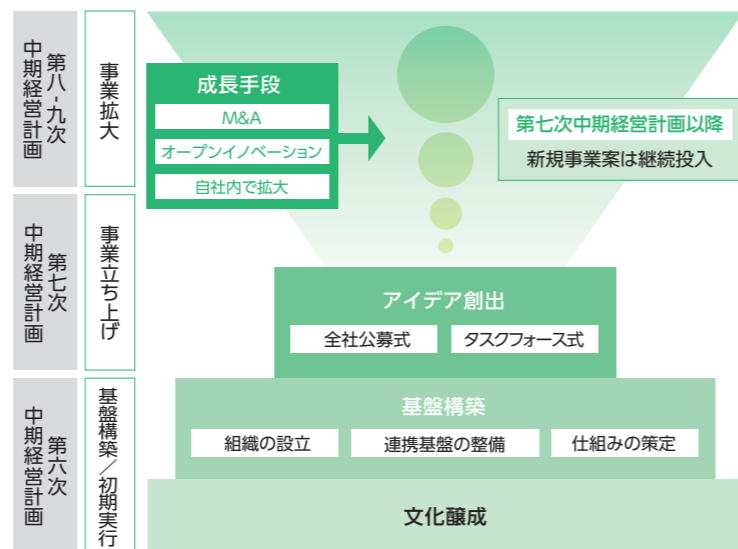 第八-九次
中期経営計画
事業拡大
成長手段
M&A
オープンイノベーション
自社内で拡大
第七次中期経営計画以降
新規事業案は継続投入
第七次
中期経営計画
事業立ち上げ
アイデア創出
全社公募式
タスクフォース式
第六次
中期経営計画
基盤構築/初期実行
基盤構築
組織の設立
連携基盤の整備
仕組みの策定
文化醸成